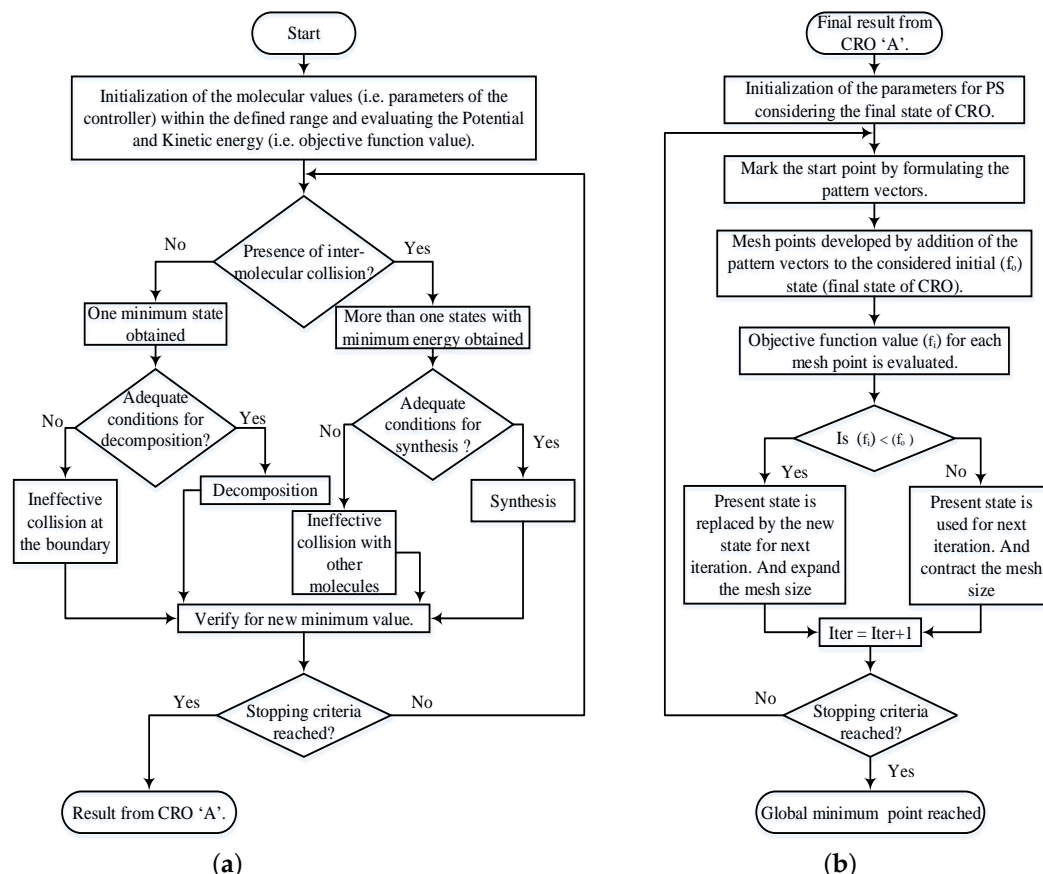 Start
Initialization of the molecular values (i.e. parameters of the
controller) within the defined range and evaluating the Potential
and Kinetic energy (i.e. objective function value).
Presence of inter-
molecular collision?
No
Yes
One minimum state
obtained
More than one states with
minimum energy obtained
Adequate
conditions for
decomposition?
No
Yes
Adequate
conditions for
synthesis ?
No
Yes
Ineffective
collision at
the boundary
Decomposition
Ineffective
collision with
other
molecules
Synthesis
Verify for new minimum value.
Stopping criteria
reached?
Yes
No
Result from CRO ‘A’.
(a)
Final result from
CRO ‘A’.
Initialization of the parameters for PS
considering the final state of CRO.
Mark the start point by formulating the
pattern vectors.
Mesh points developed by addition of the
pattern vectors to the considered initial (fₒ)
state (final state of CRO).
Objective function value (fᵢ) for each
mesh point is evaluated.
Is (fᵢ) < (fₒ )
Yes
No
Present state is
replaced by the new
state for next
iteration. And expand
the mesh size
Present state is
used for next
iteration. And
contract the mesh
size
Iter = Iter+1
Stopping criteria
reached?
No
Yes
Global minimum point reached
(b)